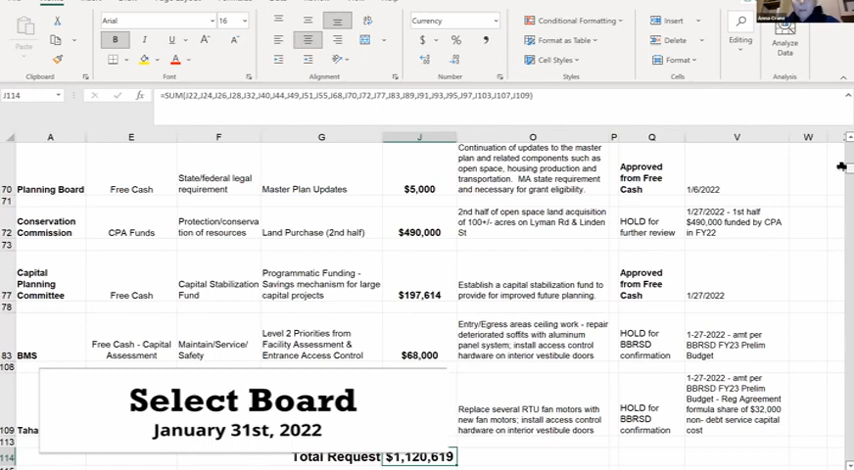 Arial
16
Currency
Conditional Formatting
Format as Table
Cell Styles
Insert
Delete
Format
Editing
Analyze
Data
Anna Crane
Paste
B I U A A
$ % ,
Clipboard
Font
Alignment
Number
Styles
Cells
Analysis
J114
fx
=SUM(J22,J24,J26,J28,J32,J40,J44,J49,J51,J55,J68,J70,J72,J77,J83,J89,J91,J93,J95,J97,J103,J107,J109)
A E F G J O P Q V W
70 Planning Board
Free Cash
State/federal legal
requirement
Master Plan Updates
$5,000
Continuation of updates to the master
plan and related components such as
open space, housing production and
transportation. MA state requirement
and necessary for grant eligibility.
Approved
from Free
Cash
1/6/2022
71
72 Conservation
Commission
CPA Funds
Protection/conserva
tion of resources
Land Purchase (2nd half)
$490,000
2nd half of open space land acquisition
of 100+/- acres on Lyman Rd & Linden
St
HOLD for
further review
1/27/2022 - 1st half
$490,000 funded by CPA
in FY22
73
77 Capital
Planning
Committee
Free Cash
Capital Stabilization
Fund
Programmatic Funding -
Savings mechanism for large
capital projects
$197,614
Establish a capital stabilization fund to
provide for improved future planning.
Approved
from Free
Cash
1/27/2022
78
83 BMS
Free Cash - Capital
Assessment
Maintain/Service/
Safety
Level 2 Priorities from
Facility Assessment &
Entrance Access Control
$68,000
Entry/Egress areas ceiling work - repair
deteriorated soffits with aluminum
panel system; install access control
hardware on interior vestibule doors
HOLD for
BBRSD
confirmation
1-27-2022 - amt per
BBRSD FY23 Prelim
Budget
108
109 Taha
Replace several RTU fan motors with
new fan motors; install access control
hardware on interior vestibule doors
HOLD for
BBRSD
confirmation
1-27-2022 - amt per
BBRSD FY23 Prelim
Budget - Reg Agreement
formula share of $32,000
non- debt service capital
cost
113
114 Total Request $1,120,619
Select Board
January 31st, 2022